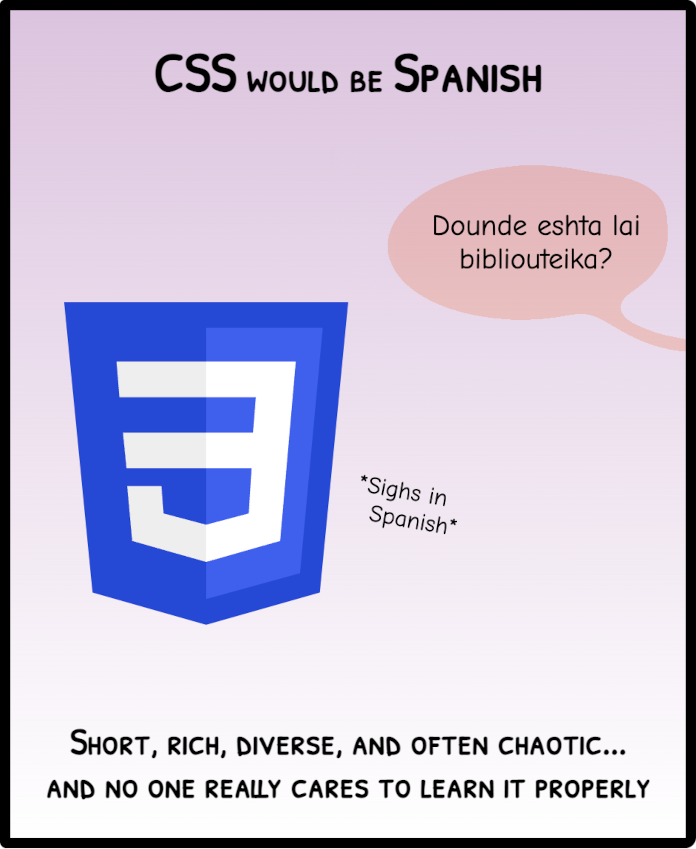 CSS WOULD BE SPANISH
Dounde eshta lai
bibliouteika?
*Sighs in
Spanish*
SHORT, RICH, DIVERSE, AND OFTEN CHAOTIC...
AND NO ONE REALLY CARES TO LEARN IT PROPERLY